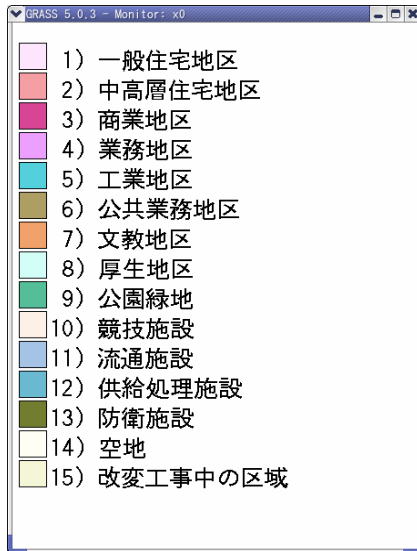 GRASS 5.0.3 - Monitor: x0
1) 一般住宅地区
2) 中高層住宅地区
3) 商業地区
4) 業務地区
5) 工業地区
6) 公共業務地区
7) 文教地区
8) 厚生地区
9) 公園緑地
10) 競技施設
11) 流通施設
12) 供給処理施設
13) 防衛施設
14) 空地
15) 改変工事中の区域